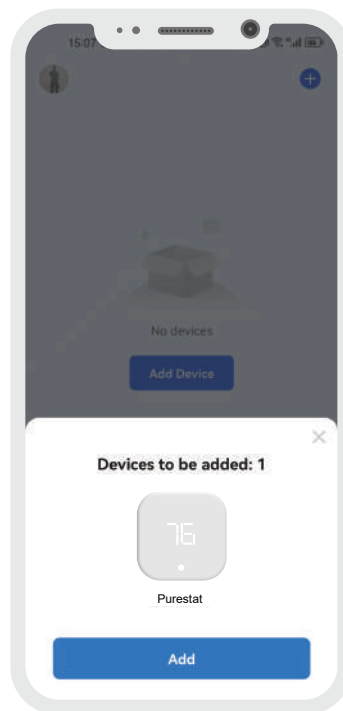 15:07
No devices
Add Device
Devices to be added: 1
76
Purestat
Add